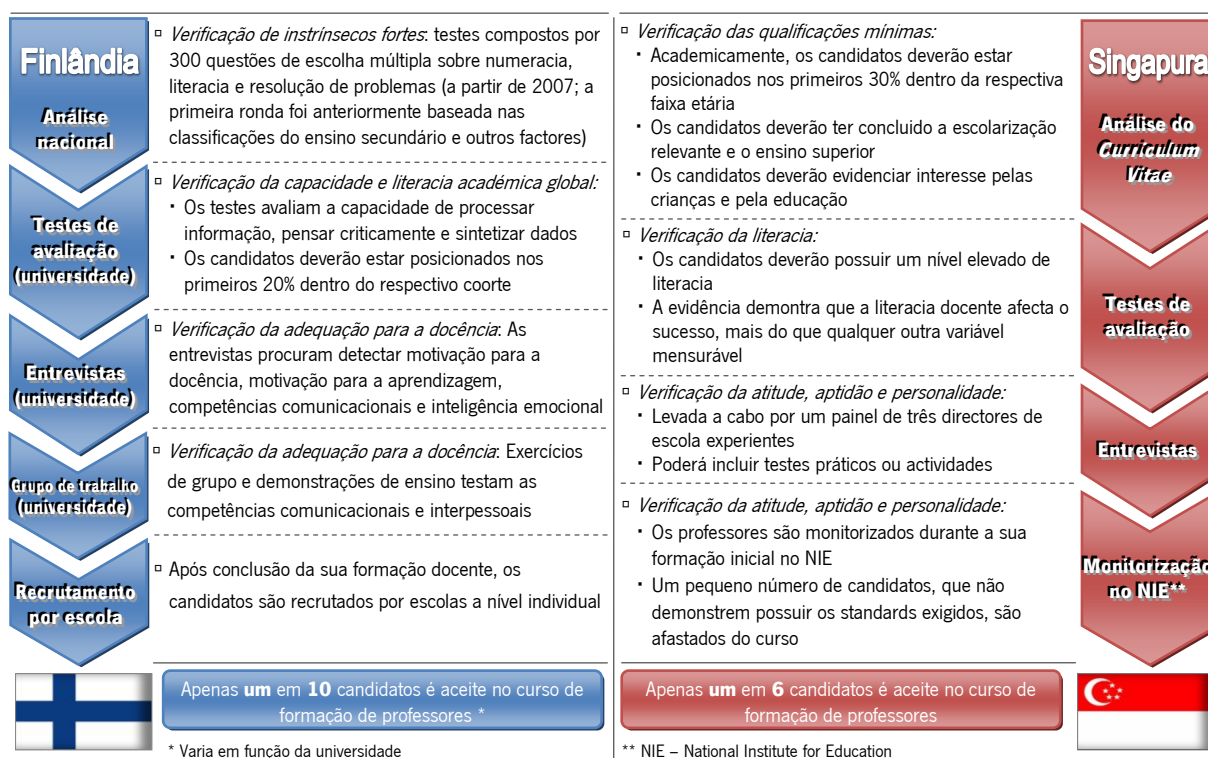 Finlândia
Análise
nacional
▫ Verificação de instrínsecos fortes: testes compostos por
300 questões de escolha múltipla sobre numeracia,
literacia e resolução de problemas (a partir de 2007; a
primeira ronda foi anteriormente baseada nas
classificações do ensino secundário e outros factores)
Testes de
avaliação
(universidade)
▫ Verificação da capacidade e literacia académica global:
▪ Os testes avaliam a capacidade de processar
informação, pensar criticamente e sintetizar dados
▪ Os candidatos deverão estar posicionados nos
primeiros 20% dentro do respectivo coorte
Entrevistas
(universidade)
▫ Verificação da adequação para a docência: As
entrevistas procuram detectar motivação para a
docência, motivação para a aprendizagem,
competências comunicacionais e inteligência emocional
Grupo de trabalho
(universidade)
▫ Verificação da adequação para a docência: Exercícios
de grupo e demonstrações de ensino testam as
competências comunicacionais e interpessoais
Recrutamento
por escola
▫ Após conclusão da sua formação docente, os
candidatos são recrutados por escolas a nível individual
Apenas um em 10 candidatos é aceite no curso de
formação de professores *
* Varia em função da universidade
Singapura
Análise do
Curriculum
Vitae
▫ Verificação das qualificações mínimas:
▪ Academicamente, os candidatos deverão estar
posicionados nos primeiros 30% dentro da respectiva
faixa etária
▪ Os candidatos deverão ter concluido a escolarização
relevante e o ensino superior
▪ Os candidatos deverão evidenciar interesse pelas
crianças e pela educação
Testes de
avaliação
▫ Verificação da literacia:
▪ Os candidatos deverão possuir um nível elevado de
literacia
▪ A evidência demontra que a literacia docente afecta o
sucesso, mais do que qualquer outra variável
mensurável
Entrevistas
▫ Verificação da atitude, aptidão e personalidade:
▪ Levada a cabo por um painel de três directores de
escola experientes
▪ Poderá incluir testes práticos ou actividades
Monitorização
no NIE**
▫ Verificação da atitude, aptidão e personalidade:
▪ Os professores são monitorizados durante a sua
formação inicial no NIE
▪ Um pequeno número de candidatos, que não
demonstrem possuir os standards exigidos, são
afastados do curso
Apenas um em 6 candidatos é aceite no curso de
formação de professores
** NIE – National Institute for Education